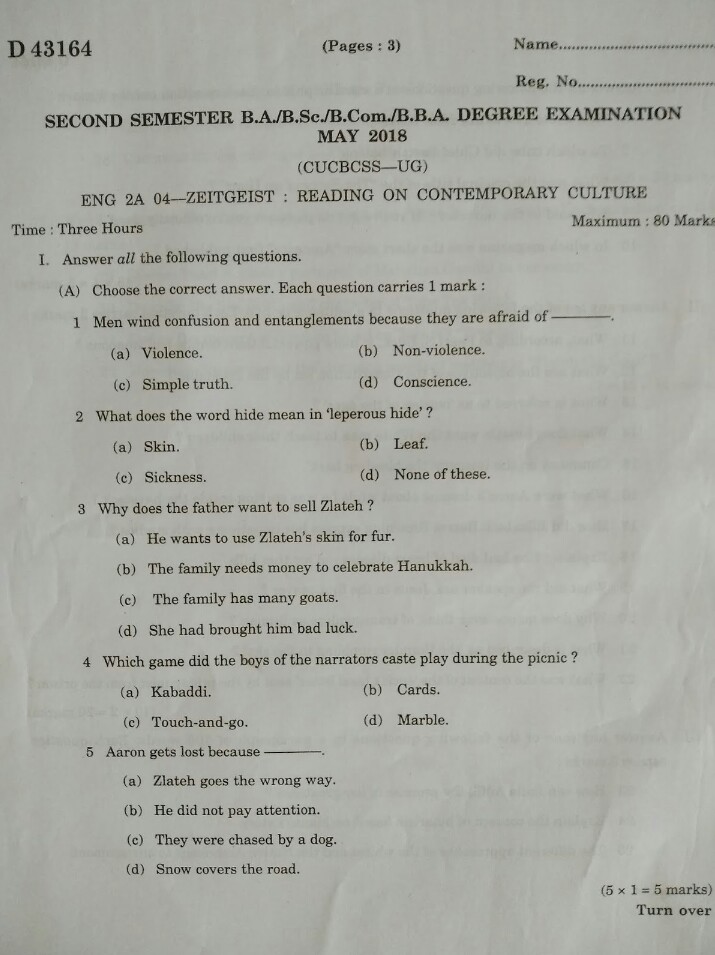 D 43164
(Pages : 3)
Name....................................
Reg. No................................
SECOND SEMESTER B.A./B.Sc./B.Com./B.B.A. DEGREE EXAMINATION
MAY 2018
(CUCBCSS—UG)
ENG 2A 04—ZEITGEIST : READING ON CONTEMPORARY CULTURE
Time : Three Hours
Maximum : 80 Marks
I. Answer all the following questions.
(A) Choose the correct answer. Each question carries 1 mark :
1 Men wind confusion and entanglements because they are afraid of ———.
(a) Violence. (b) Non-violence.
(c) Simple truth. (d) Conscience.
2 What does the word hide mean in ‘leperous hide’ ?
(a) Skin. (b) Leaf.
(c) Sickness. (d) None of these.
3 Why does the father want to sell Zlateh ?
(a) He wants to use Zlateh's skin for fur.
(b) The family needs money to celebrate Hanukkah.
(c) The family has many goats.
(d) She had brought him bad luck.
4 Which game did the boys of the narrators caste play during the picnic ?
(a) Kabaddi. (b) Cards.
(c) Touch-and-go. (d) Marble.
5 Aaron gets lost because ———.
(a) Zlateh goes the wrong way.
(b) He did not pay attention.
(c) They were chased by a dog.
(d) Snow covers the road.
(5 × 1 = 5 marks)
Turn over